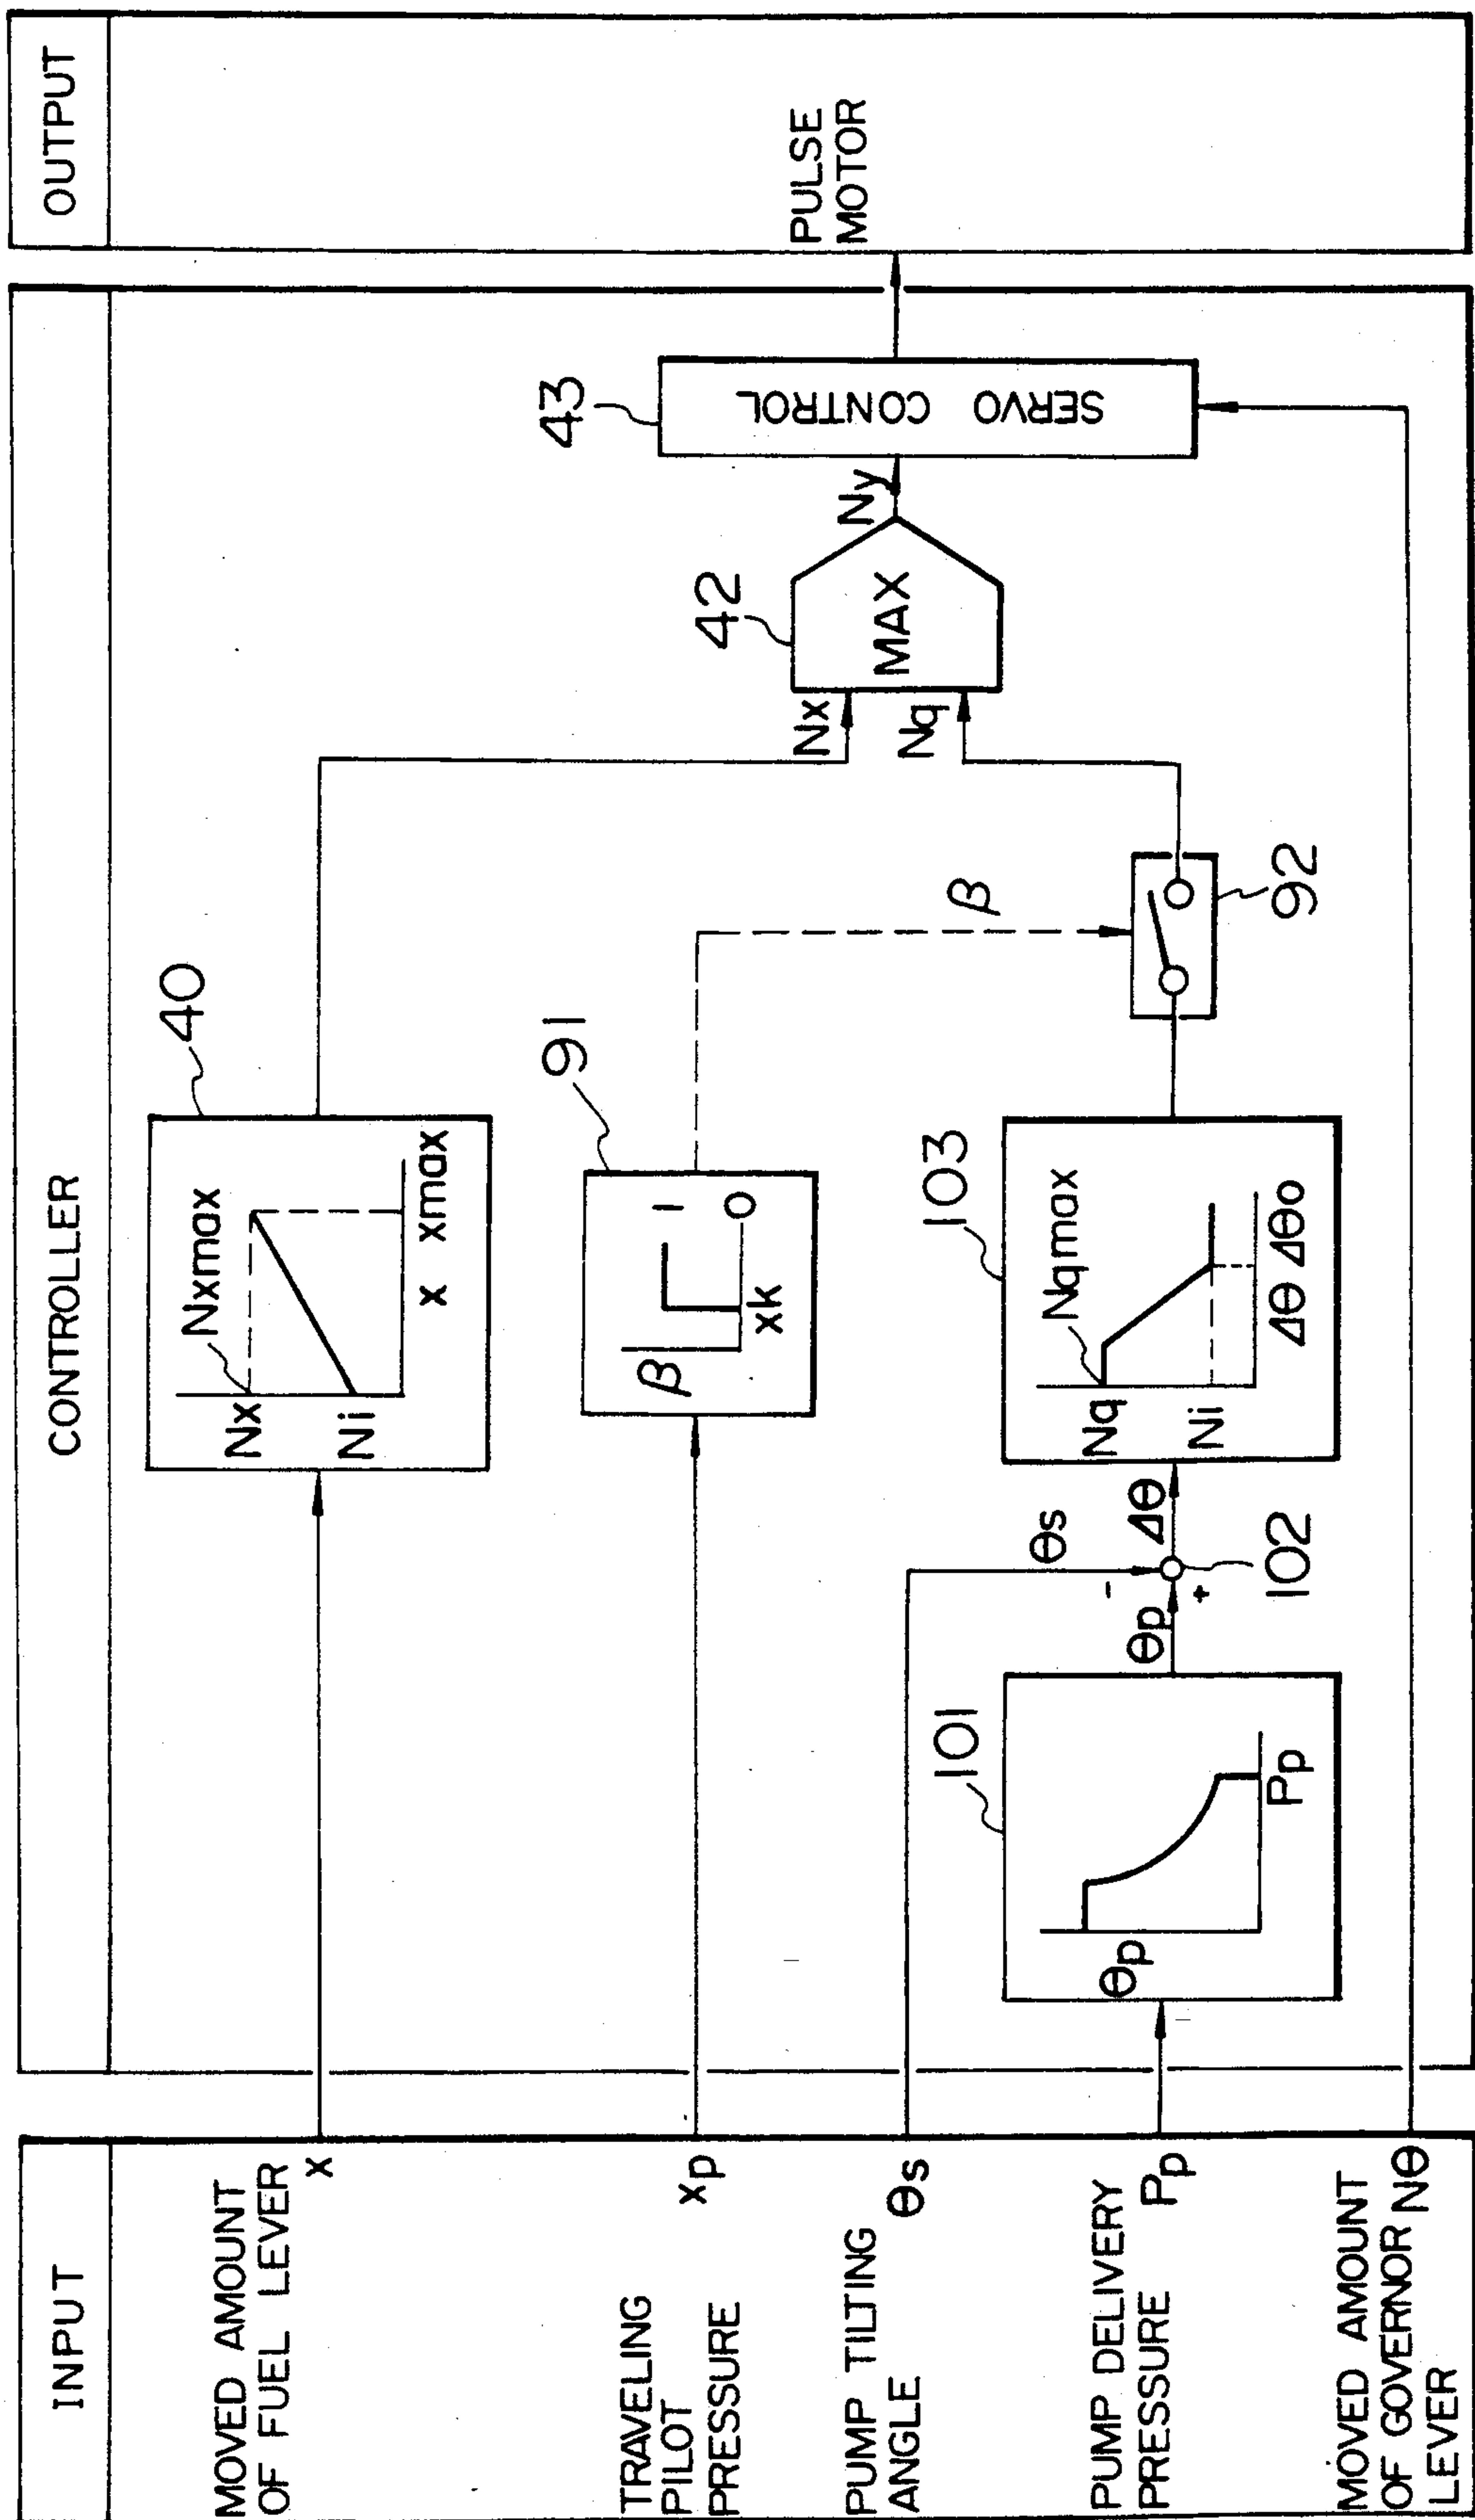 INPUT
CONTROLLER
OUTPUT
MOVED AMOUNT
OF FUEL LEVER
x
TRAVELING
PILOT
PRESSURE
xp
PUMP TILTING
ANGLE
θs
PUMP DELIVERY
PRESSURE
Pp
MOVED AMOUNT
OF GOVERNOR Nθ
LEVER
40
Nx
Nxmax
Ni
x xmax
91
β
1
0
xk
β
101
θp
Pp
θp
θs
-
+
Δθ
102
103
Nq
Nqmax
Ni
Δθ Δθo
92
Nx
Nq
42
MAX
Ny
43
SERVO CONTROL
PULSE
MOTOR